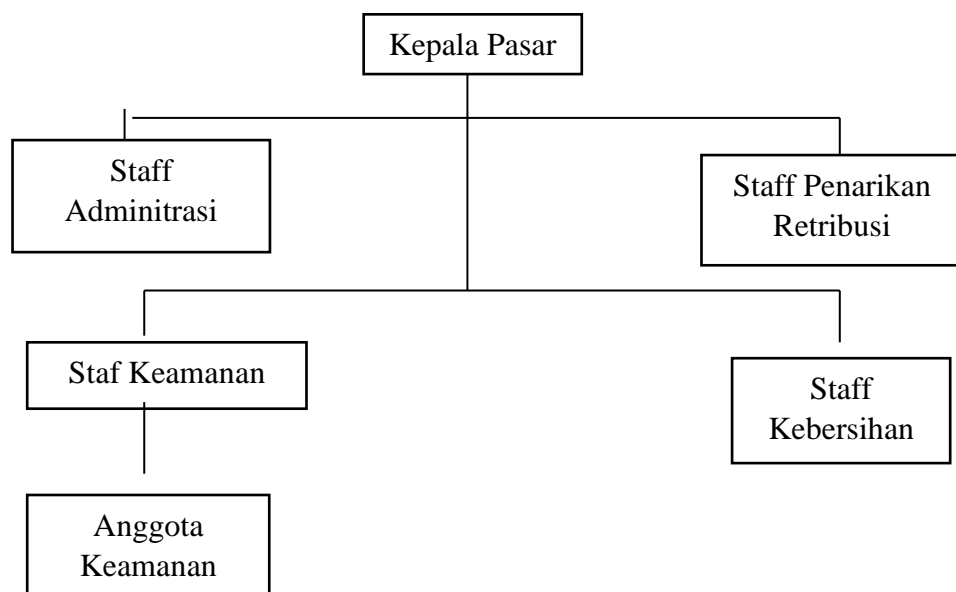 Kepala Pasar
Staff
Adminitrasi
Staff Penarikan
Retribusi
Staf Keamanan
Staff
Kebersihan
Anggota
Keamanan